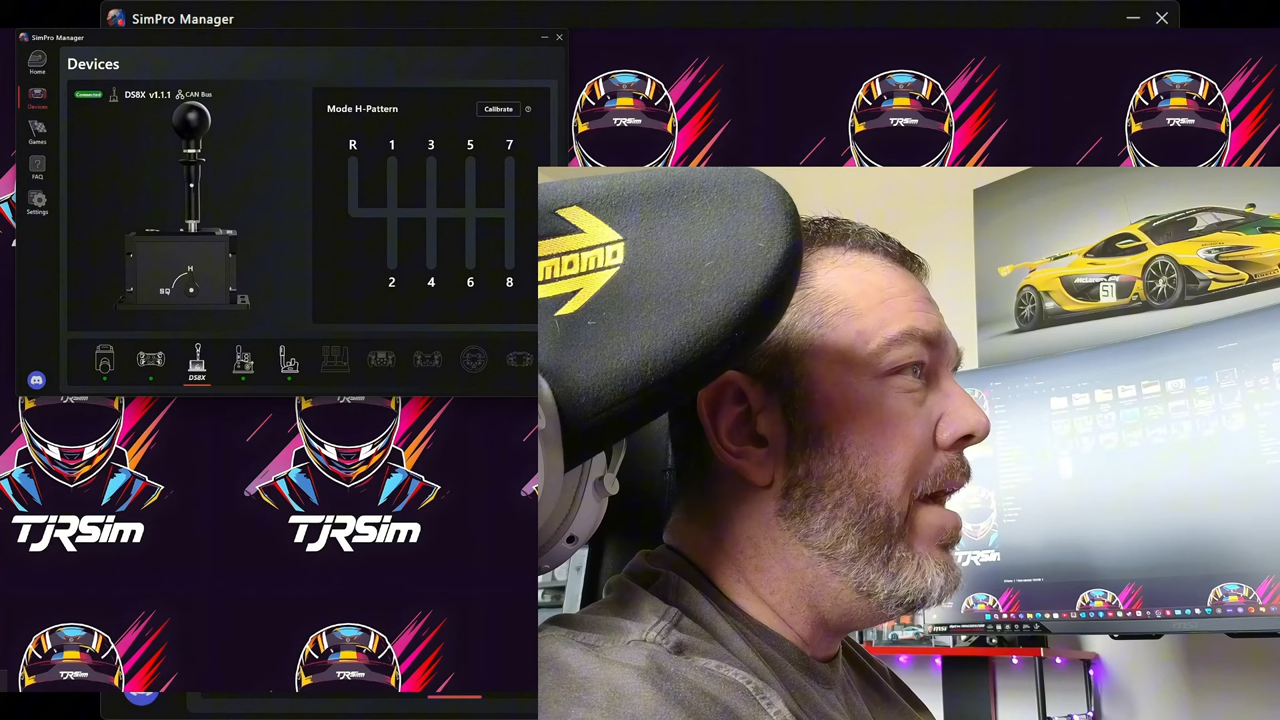 SimPro Manager
SimPro Manager
Home
Devices
Games
FAQ
Settings
Devices
Connected
DS8X v1.1.1
CAN Bus
H
SQ
Mode H-Pattern
Calibrate
R 1 3 5 7
2 4 6 8
DS8X
TJRSim
TJRSim
TJRSim
TJRSim
TJRSim
TJRSim
TJRSim
MOMO
McLaren
51
TJRSim
msi